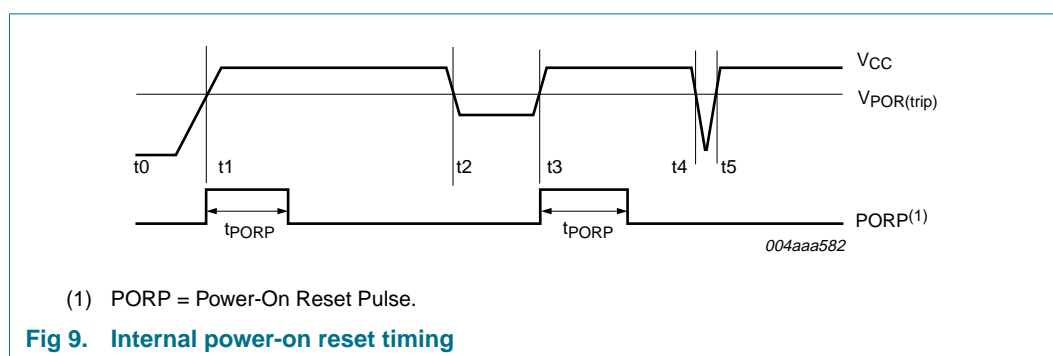 VCC
VPOR(trip)
t0 t1 t2 t3 t4 t5
PORP(1)
tPORP tPORP
004aaa582
(1) PORP = Power-On Reset Pulse.
Fig 9. Internal power-on reset timing